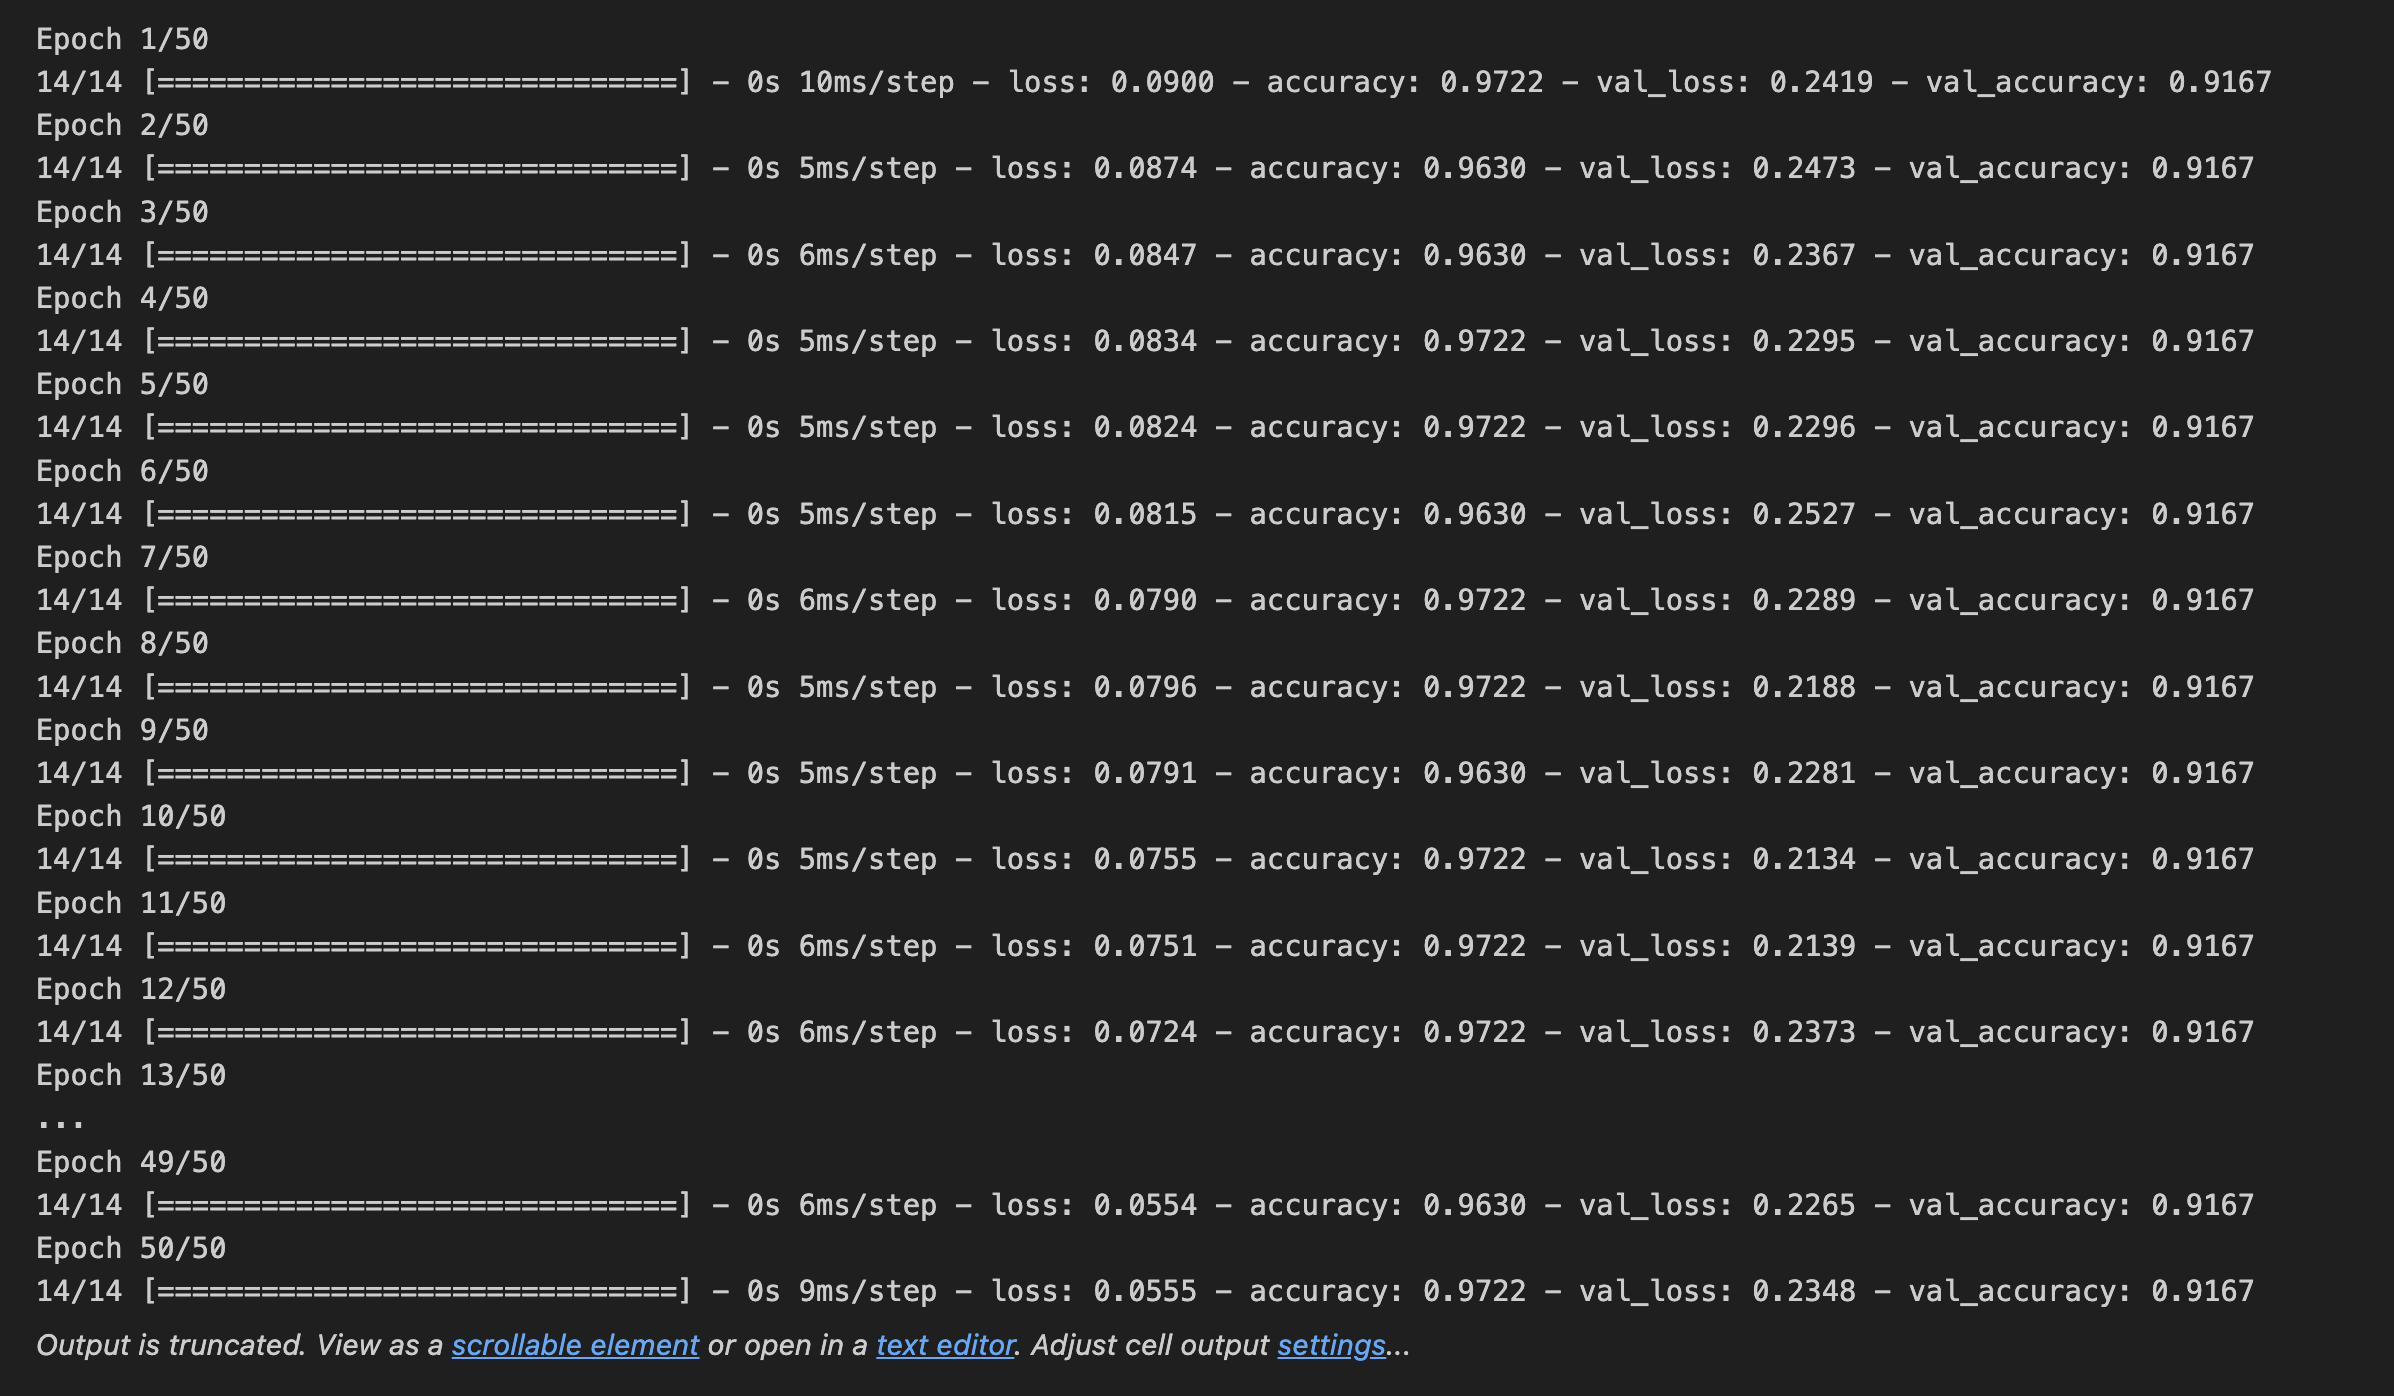 Epoch 1/50
14/14 [==============================] - 0s 10ms/step - loss: 0.0900 - accuracy: 0.9722 - val_loss: 0.2419 - val_accuracy: 0.9167
Epoch 2/50
14/14 [==============================] - 0s 5ms/step - loss: 0.0874 - accuracy: 0.9630 - val_loss: 0.2473 - val_accuracy: 0.9167
Epoch 3/50
14/14 [==============================] - 0s 6ms/step - loss: 0.0847 - accuracy: 0.9630 - val_loss: 0.2367 - val_accuracy: 0.9167
Epoch 4/50
14/14 [==============================] - 0s 5ms/step - loss: 0.0834 - accuracy: 0.9722 - val_loss: 0.2295 - val_accuracy: 0.9167
Epoch 5/50
14/14 [==============================] - 0s 5ms/step - loss: 0.0824 - accuracy: 0.9722 - val_loss: 0.2296 - val_accuracy: 0.9167
Epoch 6/50
14/14 [==============================] - 0s 5ms/step - loss: 0.0815 - accuracy: 0.9630 - val_loss: 0.2527 - val_accuracy: 0.9167
Epoch 7/50
14/14 [==============================] - 0s 6ms/step - loss: 0.0790 - accuracy: 0.9722 - val_loss: 0.2289 - val_accuracy: 0.9167
Epoch 8/50
14/14 [==============================] - 0s 5ms/step - loss: 0.0796 - accuracy: 0.9722 - val_loss: 0.2188 - val_accuracy: 0.9167
Epoch 9/50
14/14 [==============================] - 0s 5ms/step - loss: 0.0791 - accuracy: 0.9630 - val_loss: 0.2281 - val_accuracy: 0.9167
Epoch 10/50
14/14 [==============================] - 0s 5ms/step - loss: 0.0755 - accuracy: 0.9722 - val_loss: 0.2134 - val_accuracy: 0.9167
Epoch 11/50
14/14 [==============================] - 0s 6ms/step - loss: 0.0751 - accuracy: 0.9722 - val_loss: 0.2139 - val_accuracy: 0.9167
Epoch 12/50
14/14 [==============================] - 0s 6ms/step - loss: 0.0724 - accuracy: 0.9722 - val_loss: 0.2373 - val_accuracy: 0.9167
Epoch 13/50
...
Epoch 49/50
14/14 [==============================] - 0s 6ms/step - loss: 0.0554 - accuracy: 0.9630 - val_loss: 0.2265 - val_accuracy: 0.9167
Epoch 50/50
14/14 [==============================] - 0s 9ms/step - loss: 0.0555 - accuracy: 0.9722 - val_loss: 0.2348 - val_accuracy: 0.9167
Output is truncated. View as a scrollable element or open in a text editor. Adjust cell output settings...